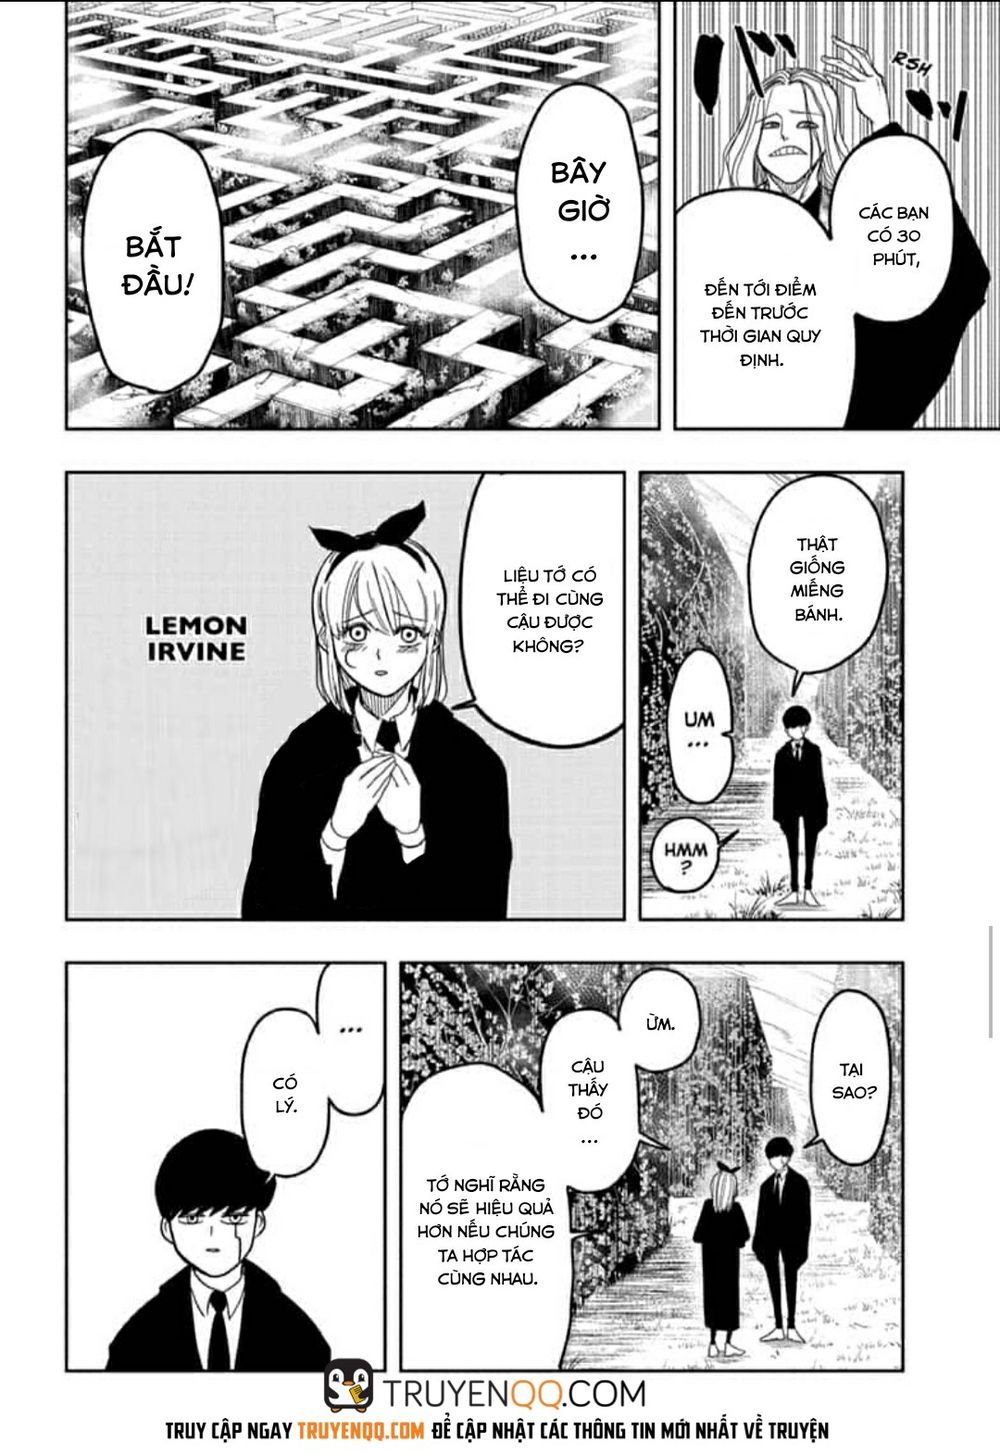 RSH
CÁC BẠN
CÓ 30
PHÚT,
ĐẾN TỚI ĐIỂM
ĐẾN TRƯỚC
THỜI GIAN QUY
ĐỊNH.
BÂY
GIỜ
...
BẮT
ĐẦU!
THẬT
GIỐNG
MIẾNG
BÁNH.
UM
...
HMM
?
LIỆU TỚ CÓ
THỂ ĐI CÙNG
CẬU ĐƯỢC
KHÔNG?
LEMON
IRVINE
TẠI
SAO?
ỪM.
CẬU
THẤY
ĐÓ
...
TỚ NGHĨ RẰNG
NÓ SẼ HIỆU QUẢ
HƠN NẾU CHÚNG
TA HỢP TÁC
CÙNG NHAU.
...
CÓ
LÝ.
TRUYENQQ.COM
TRUY CẬP NGAY TRUYENQQ.COM ĐỂ CẬP NHẬT CÁC THÔNG TIN MỚI NHẤT VỀ TRUYỆN